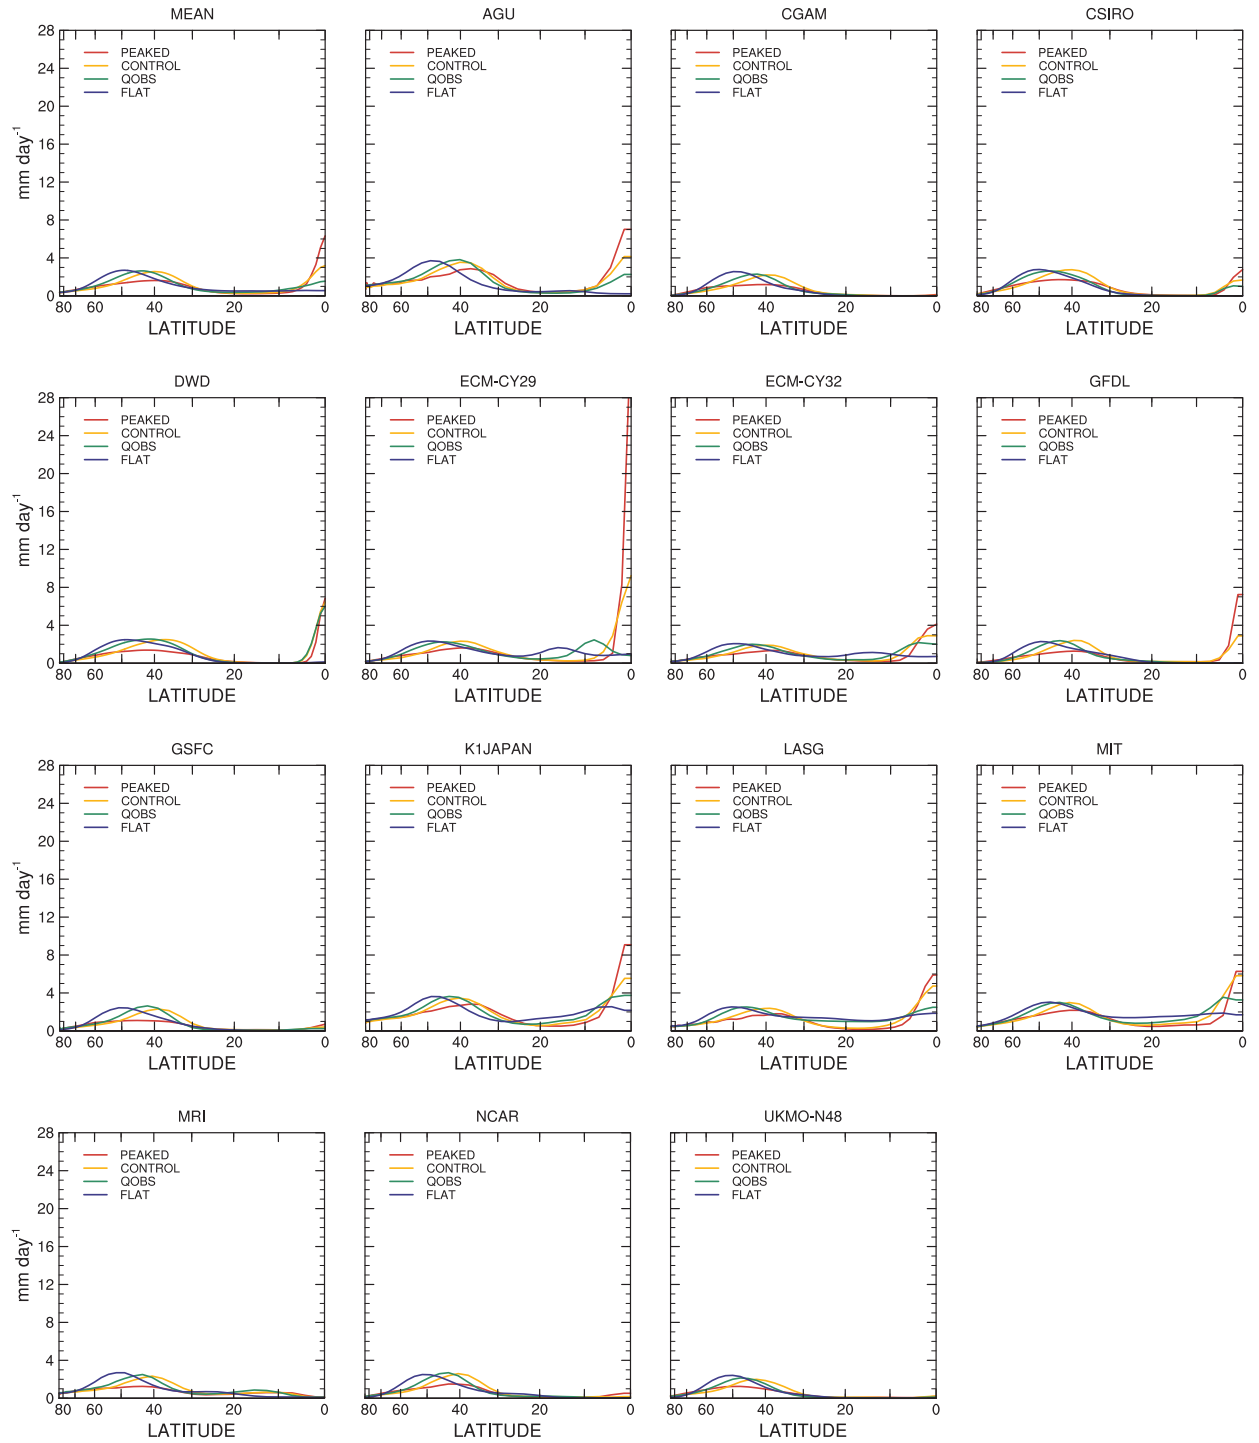 MEAN
28
24
20
16
12
8
4
0
mm day-1
PEAKED
CONTROL
QOBS
FLAT
80 60 40 20 0
LATITUDE
AGU
PEAKED
CONTROL
QOBS
FLAT
80 60 40 20 0
LATITUDE
CGAM
PEAKED
CONTROL
QOBS
FLAT
80 60 40 20 0
LATITUDE
CSIRO
PEAKED
CONTROL
QOBS
FLAT
80 60 40 20 0
LATITUDE
DWD
28
24
20
16
12
8
4
0
mm day-1
PEAKED
CONTROL
QOBS
FLAT
80 60 40 20 0
LATITUDE
ECM-CY29
PEAKED
CONTROL
QOBS
FLAT
80 60 40 20 0
LATITUDE
ECM-CY32
PEAKED
CONTROL
QOBS
FLAT
80 60 40 20 0
LATITUDE
GFDL
PEAKED
CONTROL
QOBS
FLAT
80 60 40 20 0
LATITUDE
GSFC
28
24
20
16
12
8
4
0
mm day-1
PEAKED
CONTROL
QOBS
FLAT
80 60 40 20 0
LATITUDE
K1JAPAN
PEAKED
CONTROL
QOBS
FLAT
80 60 40 20 0
LATITUDE
LASG
PEAKED
CONTROL
QOBS
FLAT
80 60 40 20 0
LATITUDE
MIT
PEAKED
CONTROL
QOBS
FLAT
80 60 40 20 0
LATITUDE
MRI
28
24
20
16
12
8
4
0
mm day-1
PEAKED
CONTROL
QOBS
FLAT
80 60 40 20 0
LATITUDE
NCAR
PEAKED
CONTROL
QOBS
FLAT
80 60 40 20 0
LATITUDE
UKMO-N48
PEAKED
CONTROL
QOBS
FLAT
80 60 40 20 0
LATITUDE